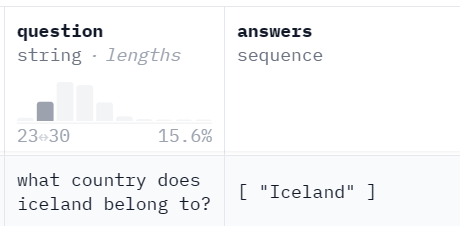 question
string · lengths
23⇔30 15.6%
answers
sequence
what country does
iceland belong to?
[ "Iceland" ]